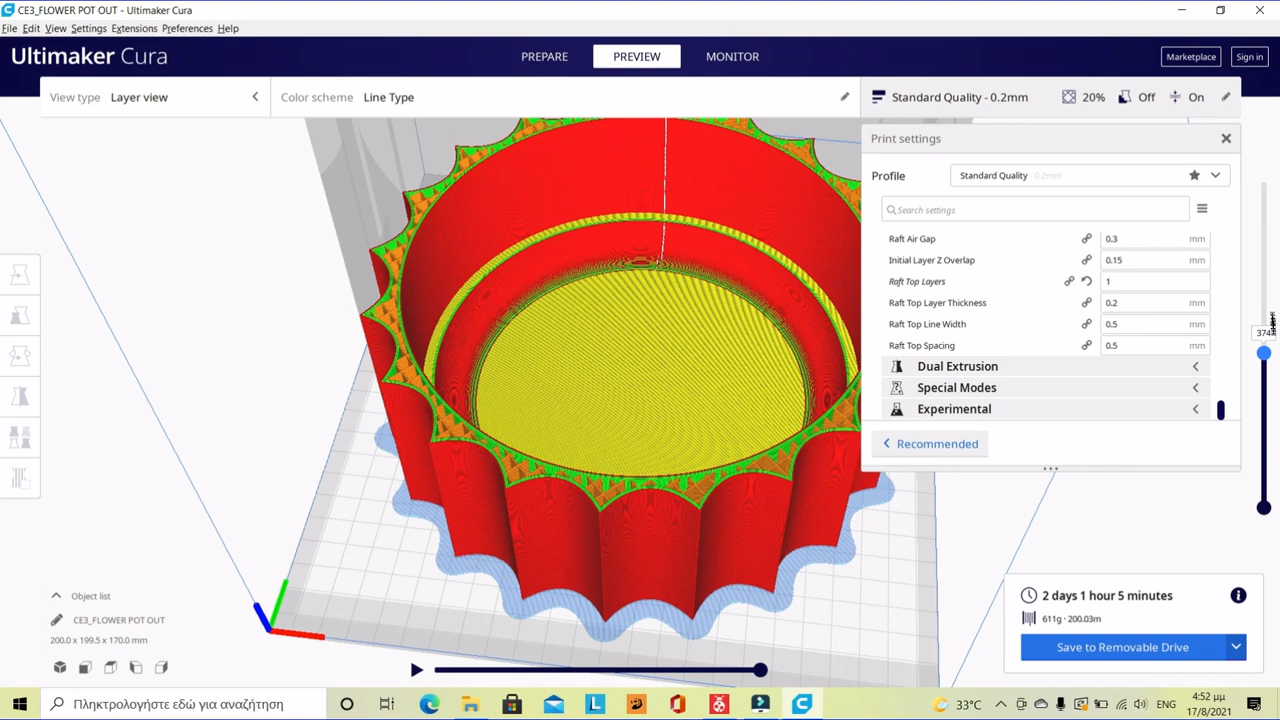 CE3_FLOWER POT OUT - Ultimaker Cura
File Edit View Settings Extensions Preferences Help
Ultimaker Cura
PREPARE
PREVIEW
MONITOR
Marketplace
Sign in
View type Layer view
Color scheme Line Type
Standard Quality - 0.2mm
20%
Off
On
Print settings
Profile
Standard Quality - 0.2mm
Search settings
Raft Air Gap 0.3 mm
Initial Layer Z Overlap 0.15 mm
Raft Top Layers 1
Raft Top Layer Thickness 0.2 mm
Raft Top Line Width 0.5 mm
Raft Top Spacing 0.5 mm
Dual Extrusion
Special Modes
Experimental
Recommended
Object list
CE3_FLOWER POT OUT
200.0 x 199.5 x 170.0 mm
2 days 1 hour 5 minutes
611g · 200.03m
Save to Removable Drive
Πληκτρολογήστε εδώ για αναζήτηση
33°C
4:52 μμ
17/8/2021